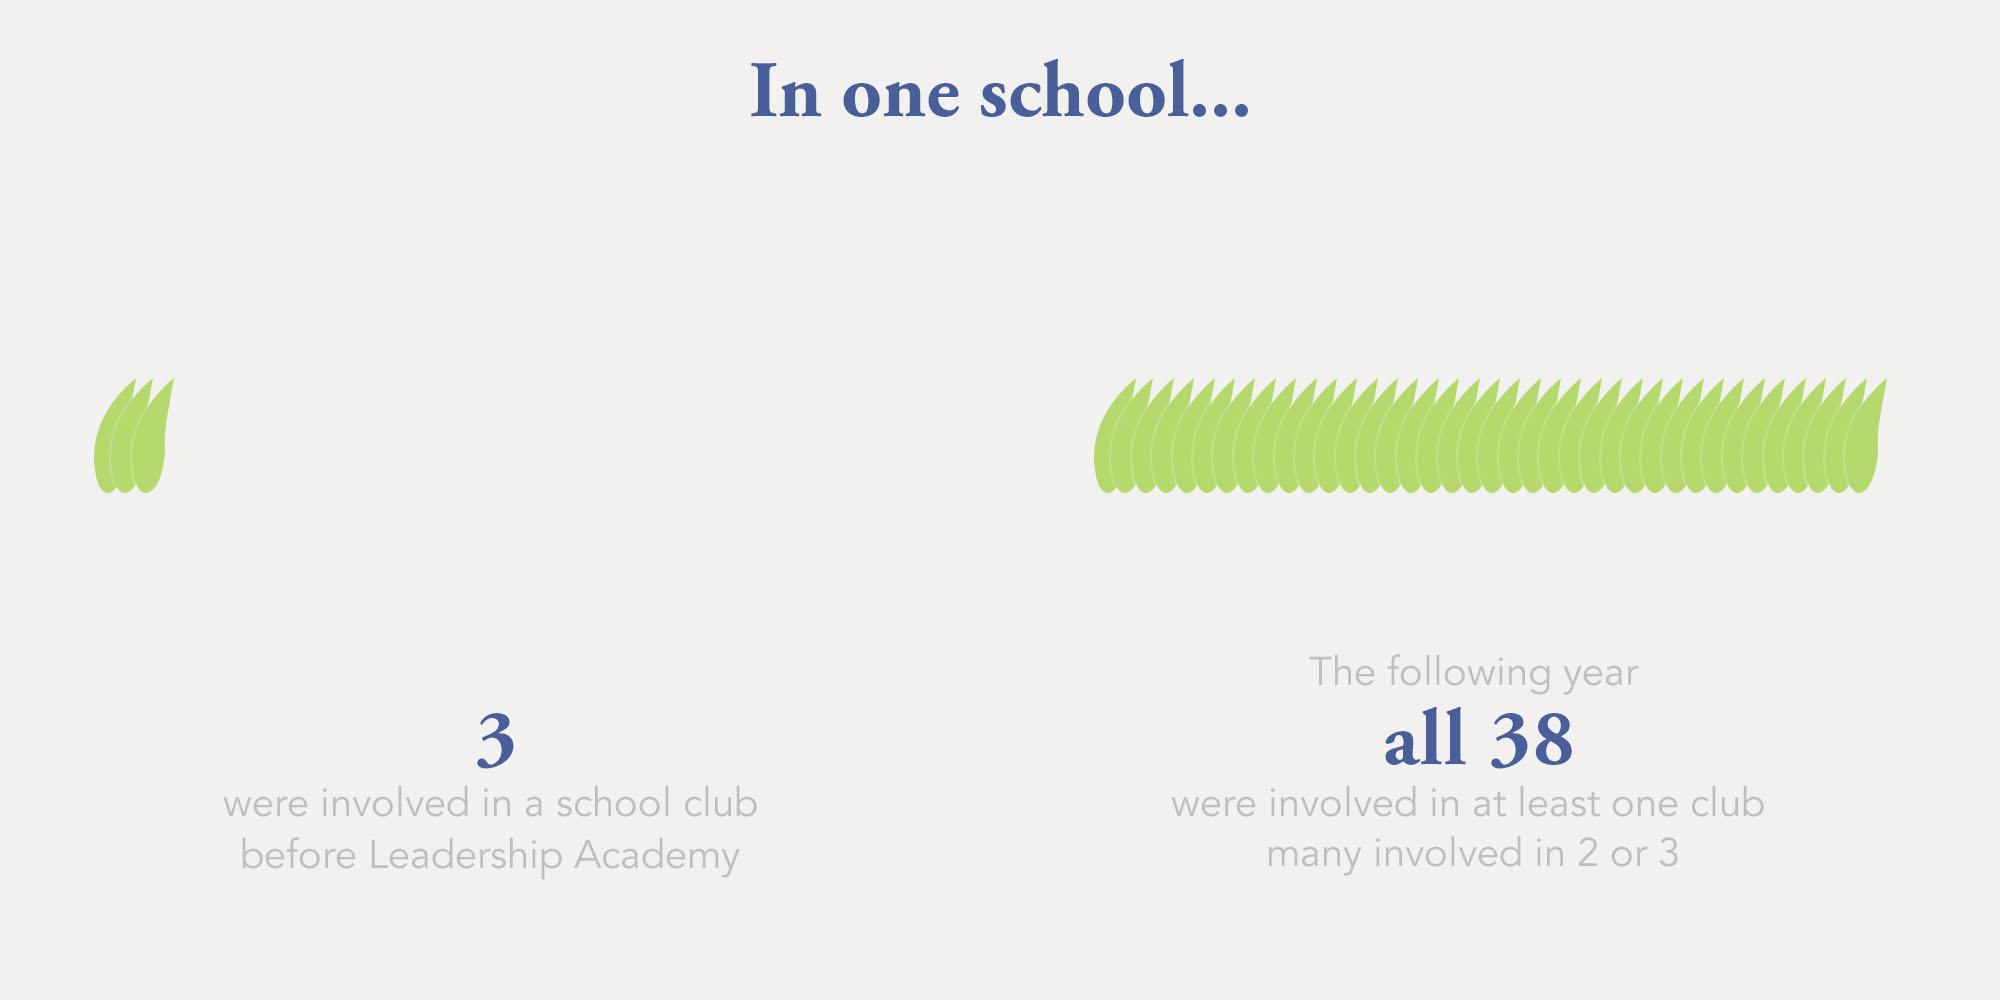 In one school...
3
were involved in a school club
before Leadership Academy
The following year
all 38
were involved in at least one club
many involved in 2 or 3